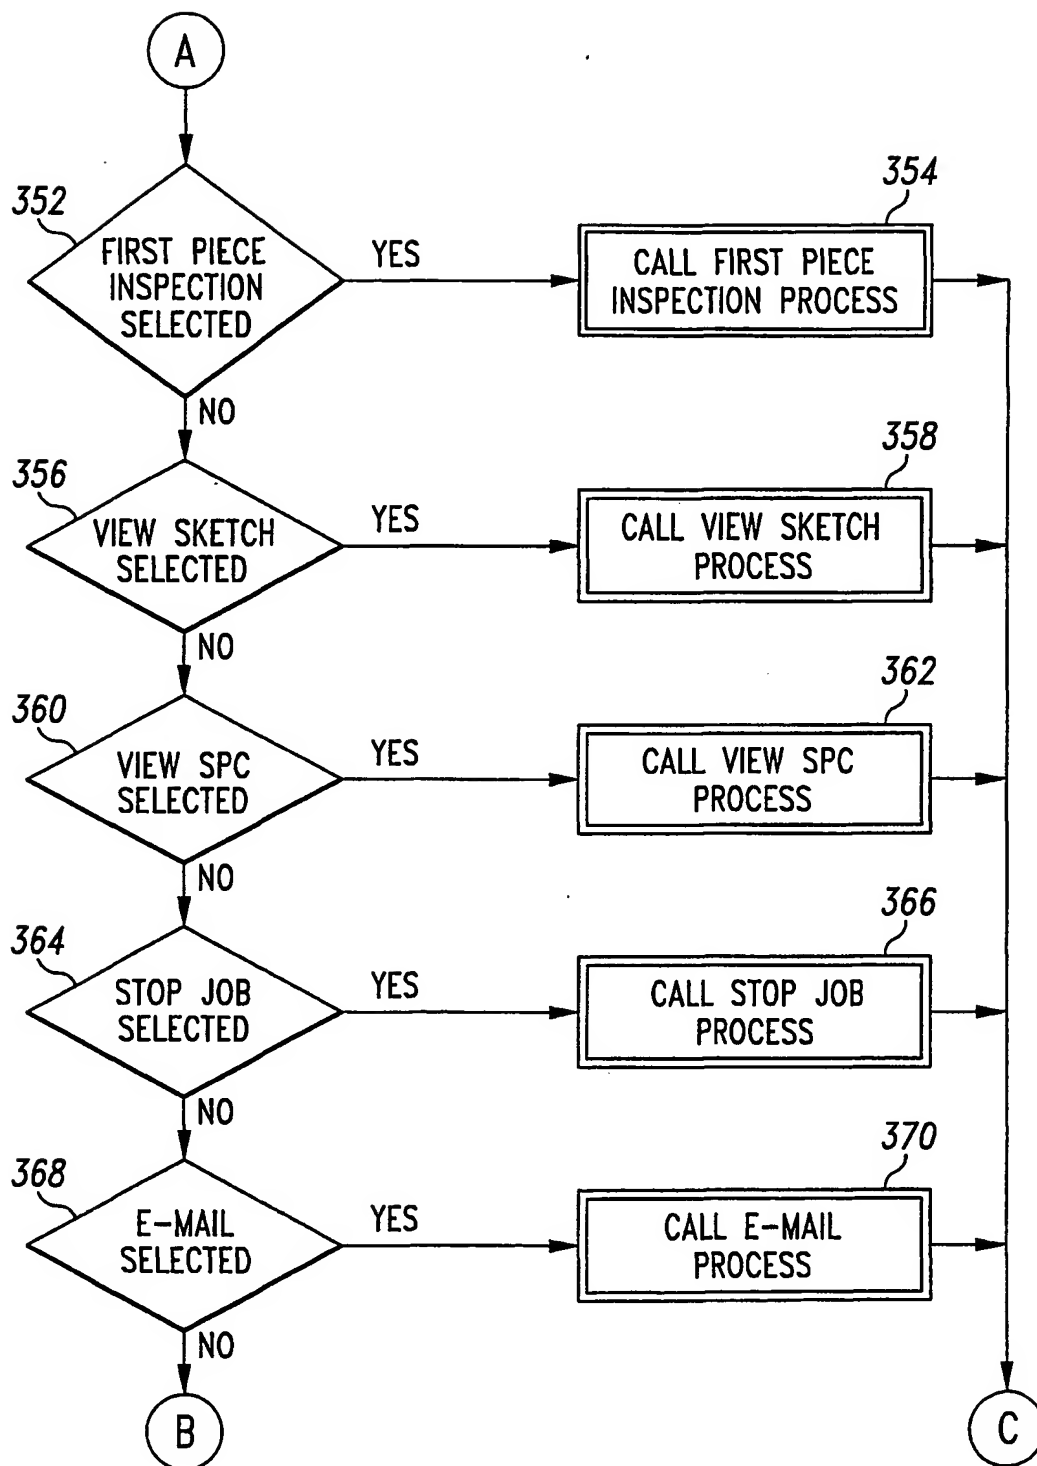 A
352
FIRST PIECE
INSPECTION
SELECTED
YES
354
CALL FIRST PIECE
INSPECTION PROCESS
NO
356
VIEW SKETCH
SELECTED
YES
358
CALL VIEW SKETCH
PROCESS
NO
360
VIEW SPC
SELECTED
YES
362
CALL VIEW SPC
PROCESS
NO
364
STOP JOB
SELECTED
YES
366
CALL STOP JOB
PROCESS
NO
368
E-MAIL
SELECTED
YES
370
CALL E-MAIL
PROCESS
NO
B
C